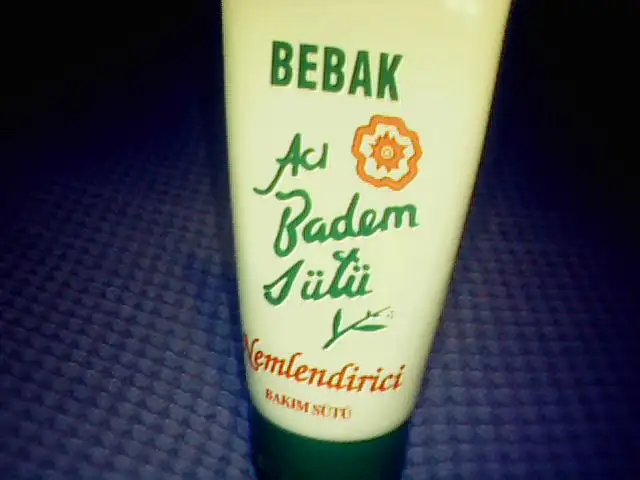 BEBAK
Acı
Badem
Sütü
Nemlendirici
BAKIM SÜTÜ